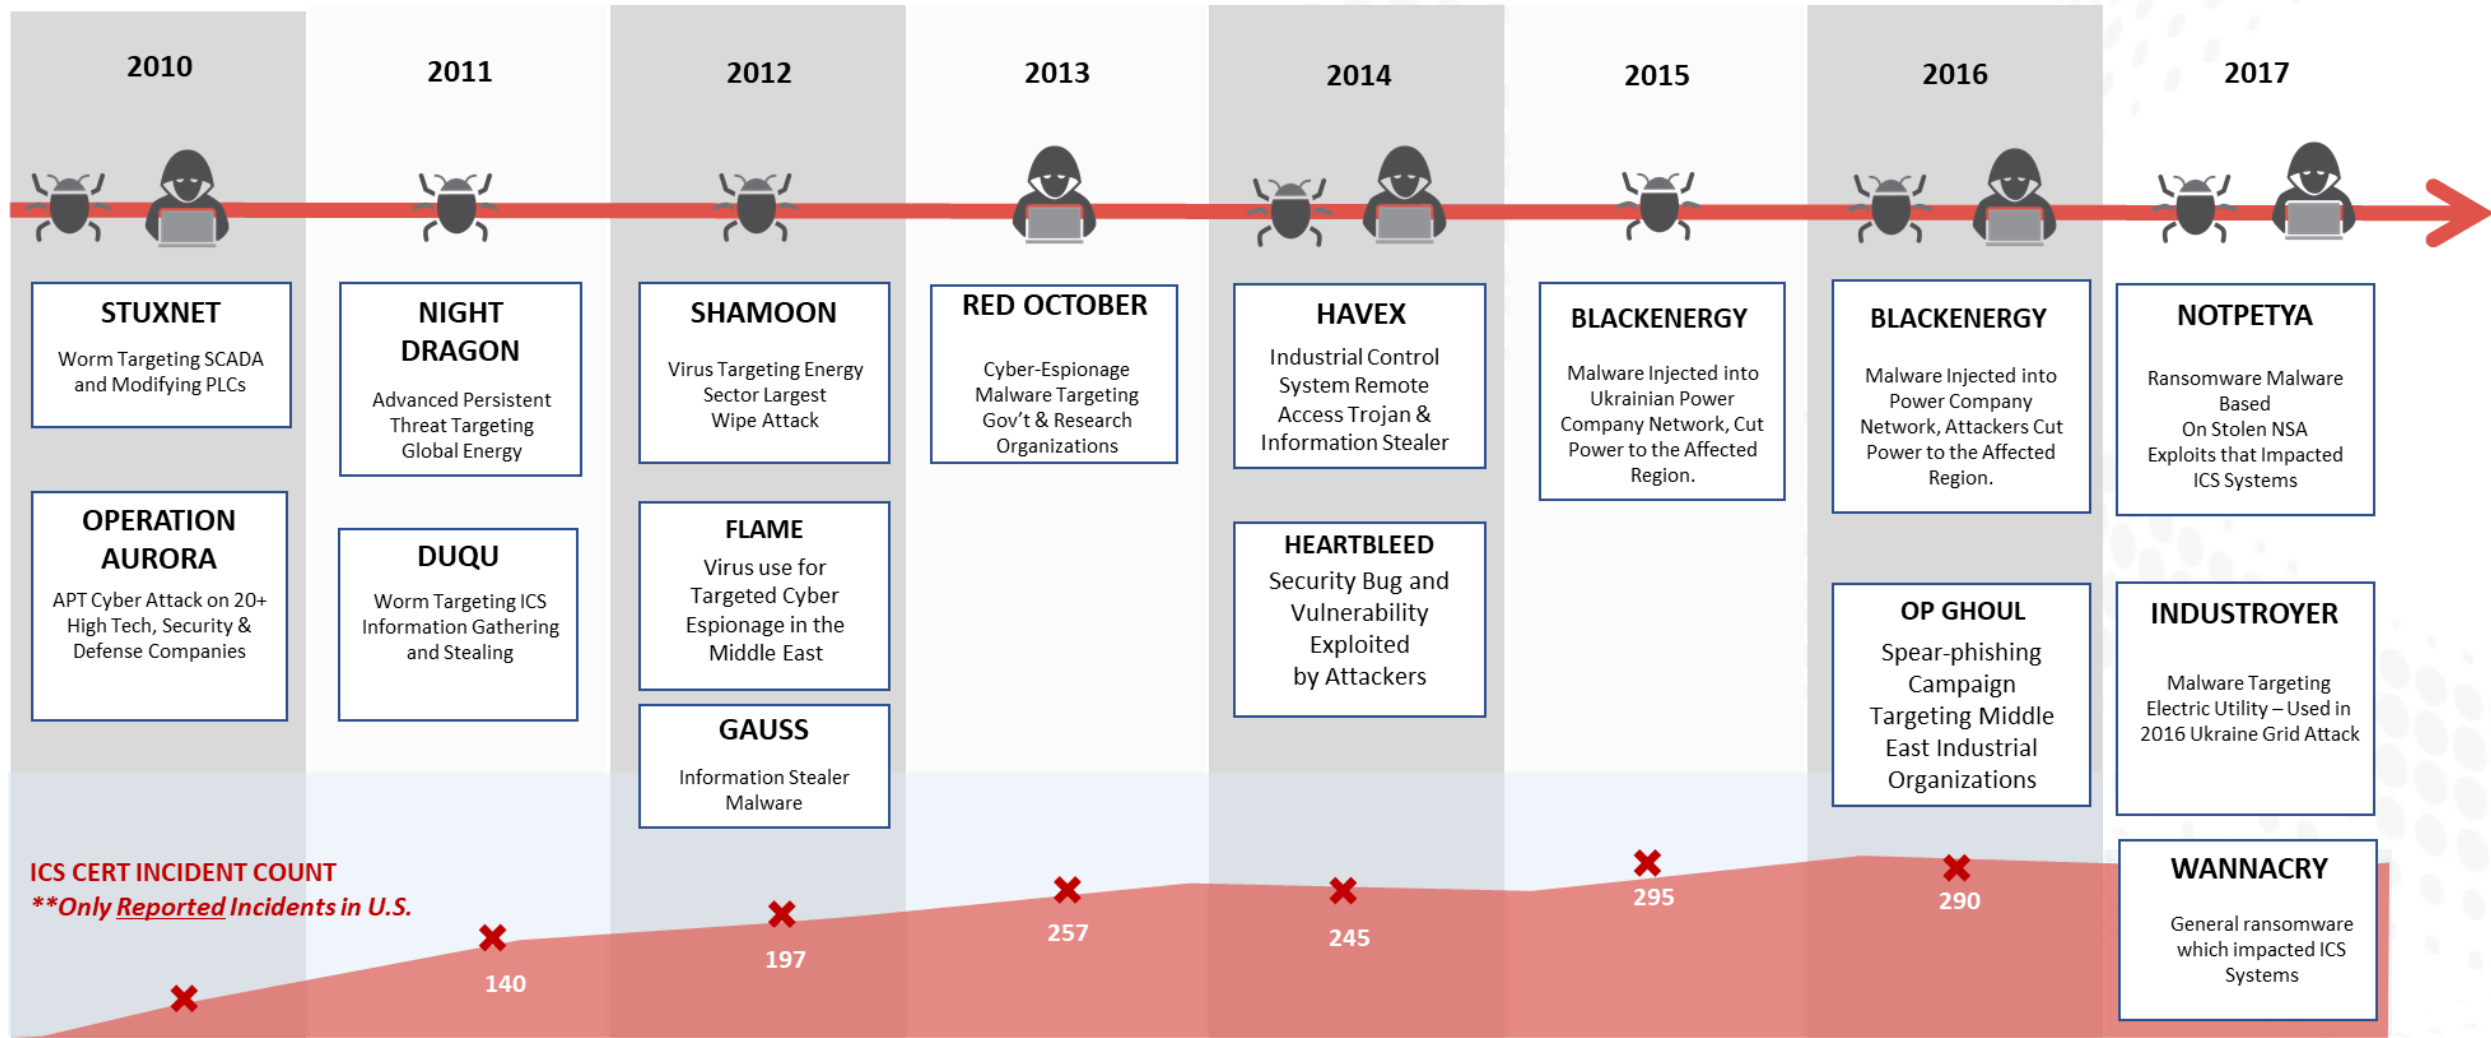 2010
2011
2012
2013
2014
2015
2016
2017
STUXNET
Worm Targeting SCADA
and Modifying PLCs
OPERATION
AURORA
APT Cyber Attack on 20+
High Tech, Security &
Defense Companies
NIGHT
DRAGON
Advanced Persistent
Threat Targeting
Global Energy
DUQU
Worm Targeting ICS
Information Gathering
and Stealing
SHAMOON
Virus Targeting Energy
Sector Largest
Wipe Attack
FLAME
Virus use for
Targeted Cyber
Espionage in the
Middle East
GAUSS
Information Stealer
Malware
RED OCTOBER
Cyber-Espionage
Malware Targeting
Gov't & Research
Organizations
HAVEX
Industrial Control
System Remote
Access Trojan &
Information Stealer
HEARTBLEED
Security Bug and
Vulnerability
Exploited
by Attackers
BLACKENERGY
Malware Injected into
Ukrainian Power
Company Network, Cut
Power to the Affected
Region.
BLACKENERGY
Malware Injected into
Power Company
Network, Attackers Cut
Power to the Affected
Region.
OP GHOUL
Spear-phishing
Campaign
Targeting Middle
East Industrial
Organizations
NOTPETYA
Ransomware Malware
Based
On Stolen NSA
Exploits that Impacted
ICS Systems
INDUSTROYER
Malware Targeting
Electric Utility – Used in
2016 Ukraine Grid Attack
WANNACRY
General ransomware
which impacted ICS
Systems
ICS CERT INCIDENT COUNT
**Only Reported Incidents in U.S.
140
197
257
245
295
290